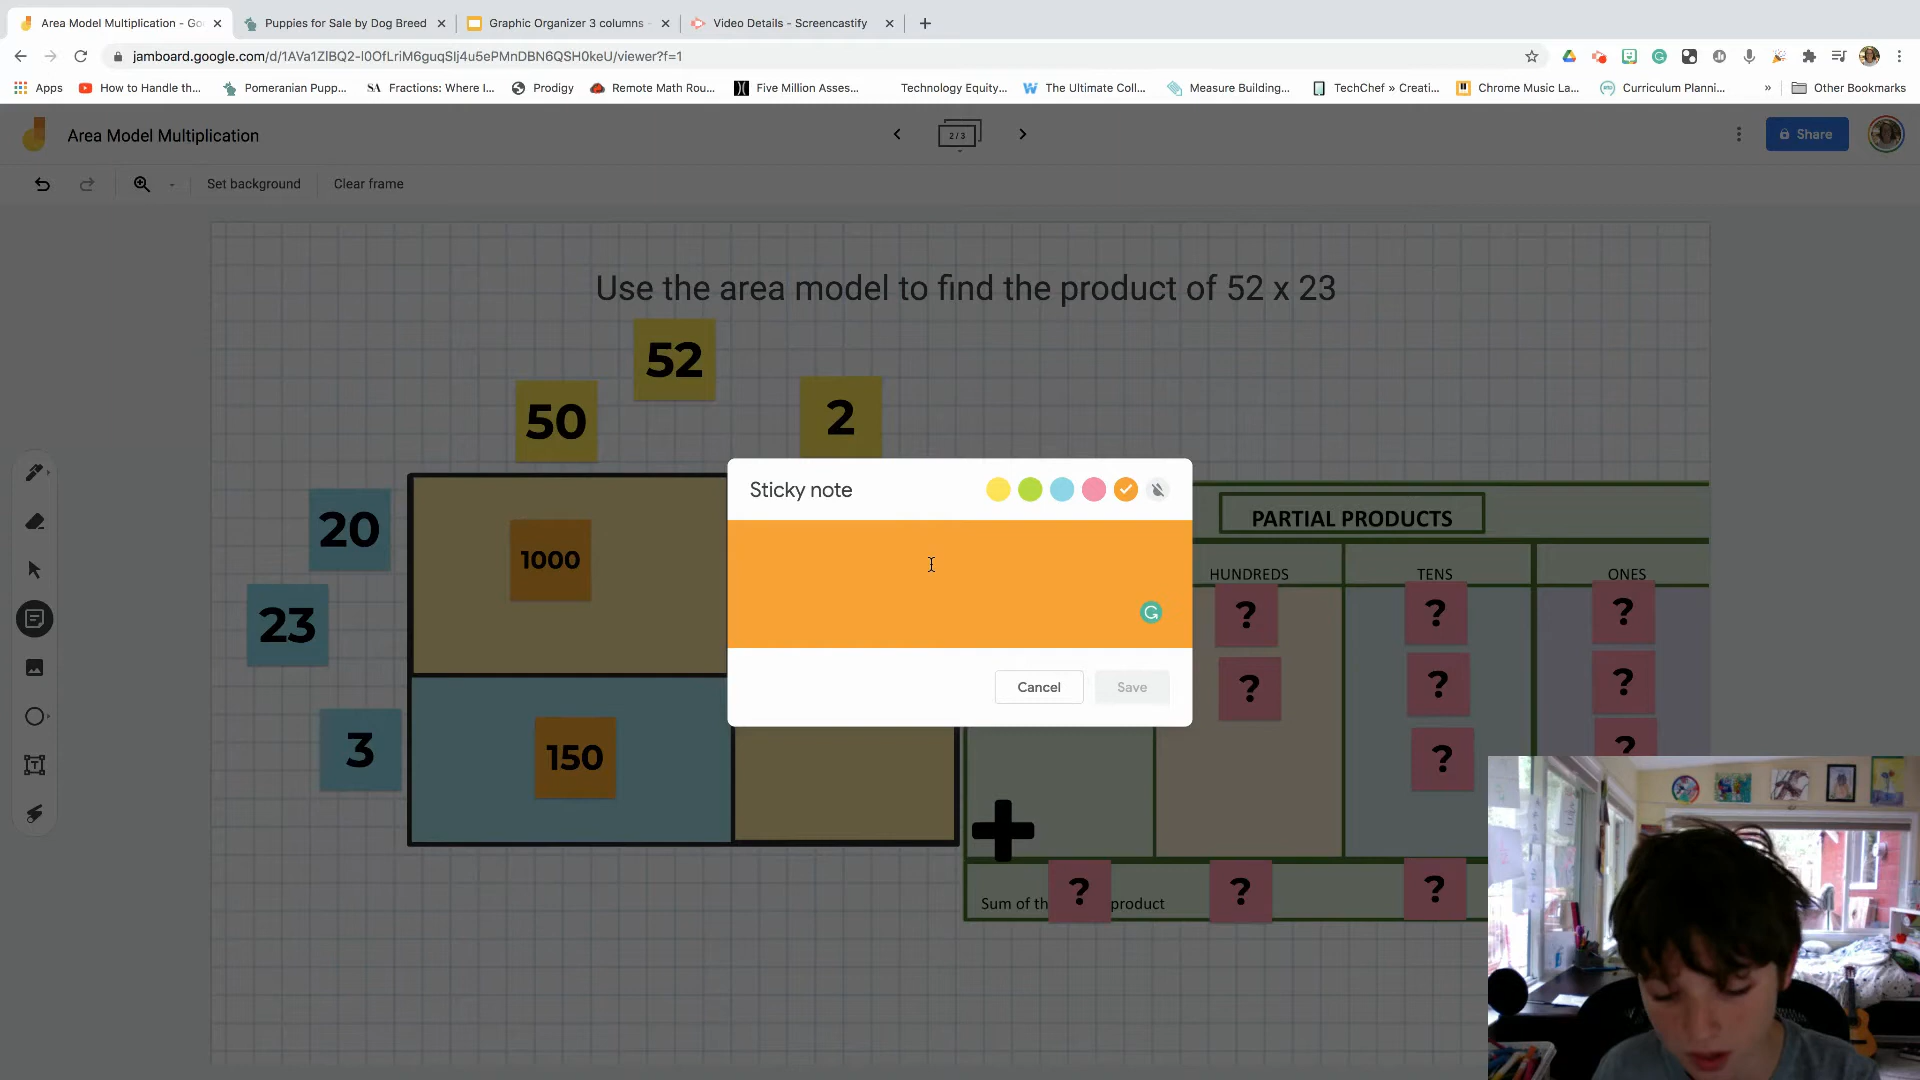 Area Model Multiplication - Go
Puppies for Sale by Dog Breed
Graphic Organizer 3 columns -
Video Details - Screencastify
jamboard.google.com/d/1AVa1ZlBQ2-l0OfLriM6guqSlj4u5ePMnDBN6QSH0keU/viewer?f=1
Apps
How to Handle th...
Pomeranian Pupp...
SA Fractions: Where I...
Prodigy
Remote Math Rou...
Five Million Asses...
Technology Equity...
The Ultimate Coll...
Measure Building...
TechChef » Creati...
Chrome Music La...
Curriculum Planni...
»
Other Bookmarks
Area Model Multiplication
2 / 3
Share
Set background
Clear frame
Use the area model to find the product of 52 x 23
52
50
2
20
23
3
1000
150
Sticky note
Cancel
Save
PARTIAL PRODUCTS
HUNDREDS
TENS
ONES
? ? ?
? ? ?
? ?
+
Sum of th ? product ? ?